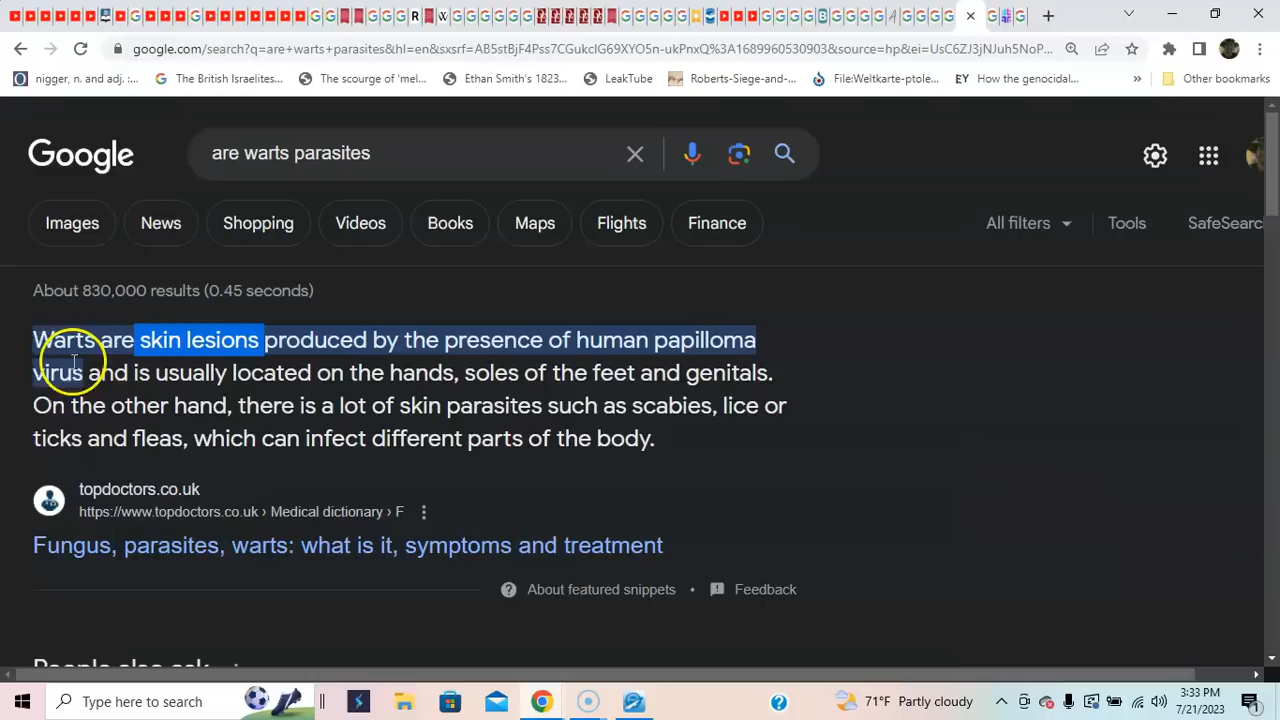 google.com/search?q=are+warts+parasites&hl=en&sxsrf=AB5stBjF4Pss7CGukcIG69XYO5n-ukPnxQ%3A1689960530903&source=hp&ei=UsC6ZJ3jNJuh5NoP...
nigger, n. and adj. :... The British Israelites... The scourge of 'mel... Ethan Smith's 1823... LeakTube Roberts-Siege-and-... File:Weltkarte-ptole... EY How the genocidal... » Other bookmarks
Google are warts parasites
Images News Shopping Videos Books Maps Flights Finance All filters Tools SafeSearc
About 830,000 results (0.45 seconds)
Warts are skin lesions produced by the presence of human papilloma
virus and is usually located on the hands, soles of the feet and genitals.
On the other hand, there is a lot of skin parasites such as scabies, lice or
ticks and fleas, which can infect different parts of the body.
topdoctors.co.uk
https://www.topdoctors.co.uk › Medical dictionary › F
Fungus, parasites, warts: what is it, symptoms and treatment
About featured snippets • Feedback
People also ask
Type here to search 71°F Partly cloudy 3:33 PM
7/21/2023